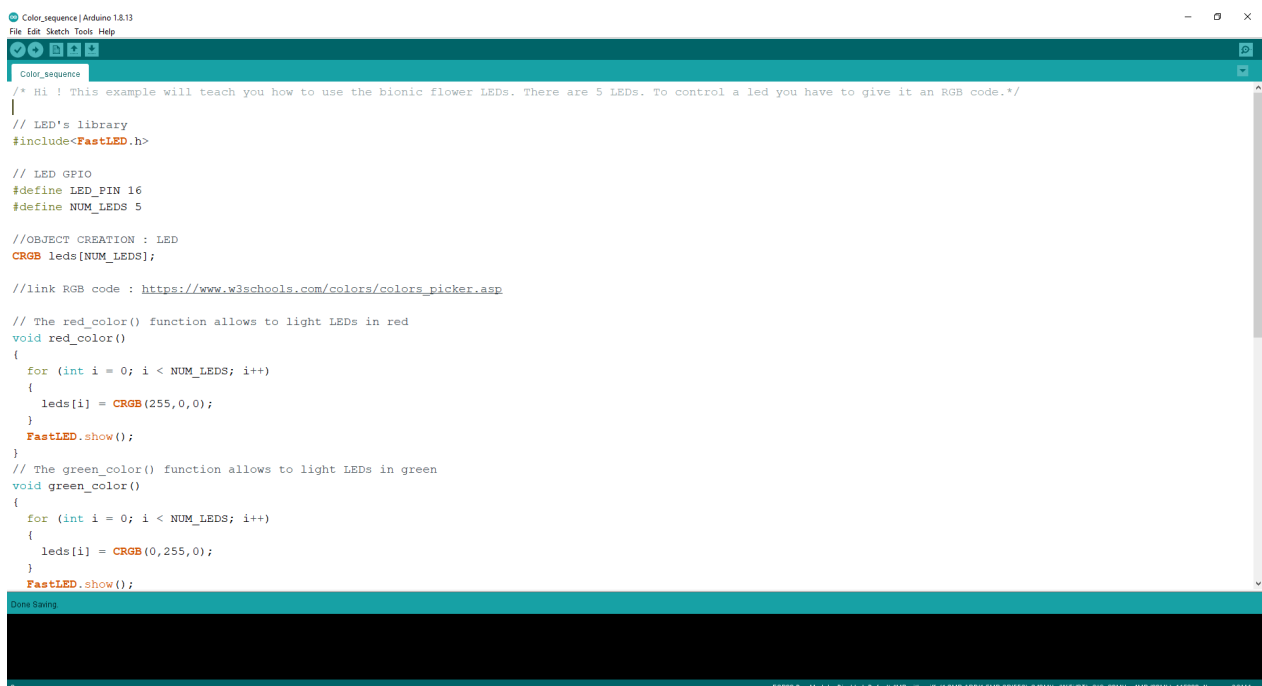 Color_sequence | Arduino 1.8.13
File Edit Sketch Tools Help
Color_sequence
/* Hi ! This example will teach you how to use the bionic flower LEDs. There are 5 LEDs. To control a led you have to give it an RGB code.*/
// LED's library
#include<FastLED.h>
// LED GPIO
#define LED_PIN 16
#define NUM_LEDS 5
//OBJECT CREATION : LED
CRGB leds[NUM_LEDS];
//link RGB code : https://www.w3schools.com/colors/colors_picker.asp
// The red_color() function allows to light LEDs in red
void red_color()
{
for (int i = 0; i < NUM_LEDS; i++)
{
leds[i] = CRGB(255,0,0);
}
FastLED.show();
}
// The green_color() function allows to light LEDs in green
void green_color()
{
for (int i = 0; i < NUM_LEDS; i++)
{
leds[i] = CRGB(0,255,0);
}
FastLED.show();
Done Saving.